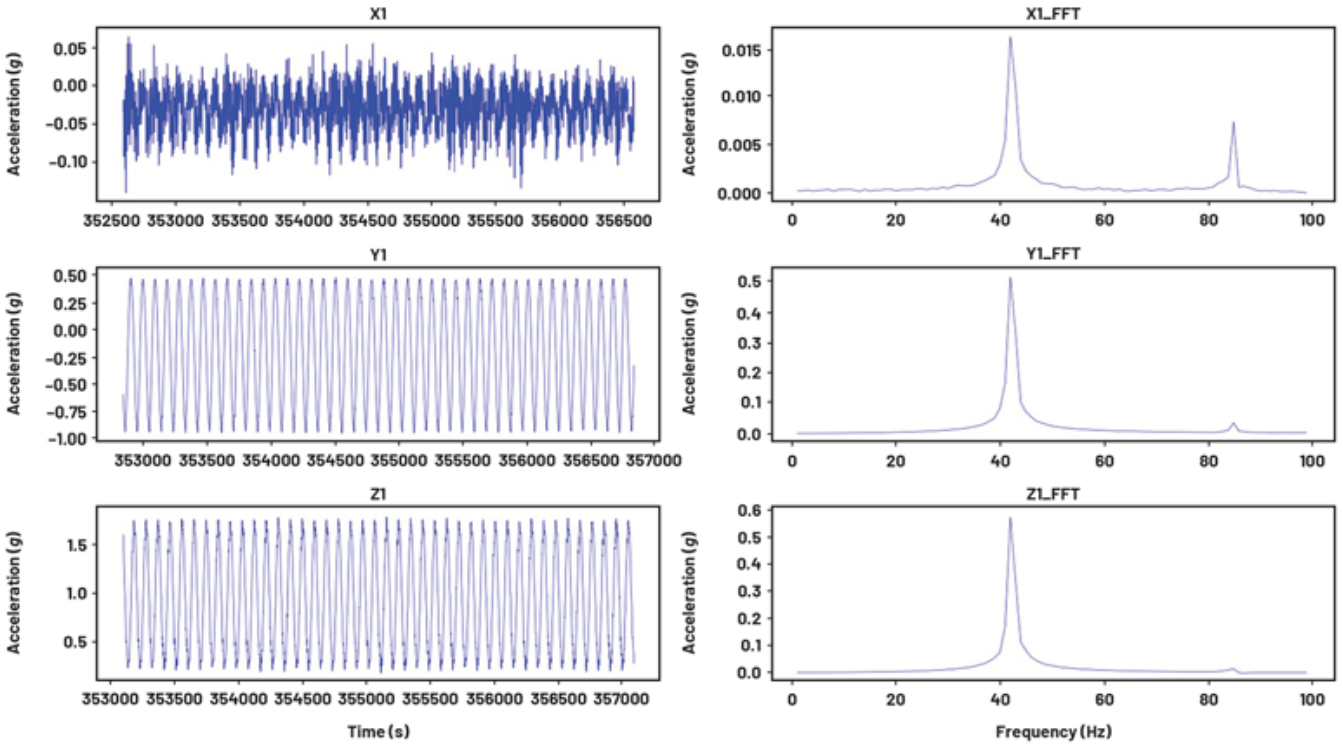 X1
Acceleration (g)
0.05
0.00
−0.05
−0.10
352500 353000 353500 354000 354500 355000 355500 356000 356500
X1_FFT
Acceleration (g)
0.015
0.010
0.005
0.000
0 20 40 60 80 100
Y1
Acceleration (g)
0.50
0.25
0.00
−0.25
−0.50
−0.75
−1.00
353000 353500 354000 354500 355000 355500 356000 356500 357000
Y1_FFT
Acceleration (g)
0.5
0.4
0.3
0.2
0.1
0.0
0 20 40 60 80 100
Z1
Acceleration (g)
1.5
1.0
0.5
353000 353500 354000 354500 355000 355500 356000 356500 357000
Time (s)
Z1_FFT
Acceleration (g)
0.6
0.5
0.4
0.3
0.2
0.1
0.0
0 20 40 60 80 100
Frequency (Hz)